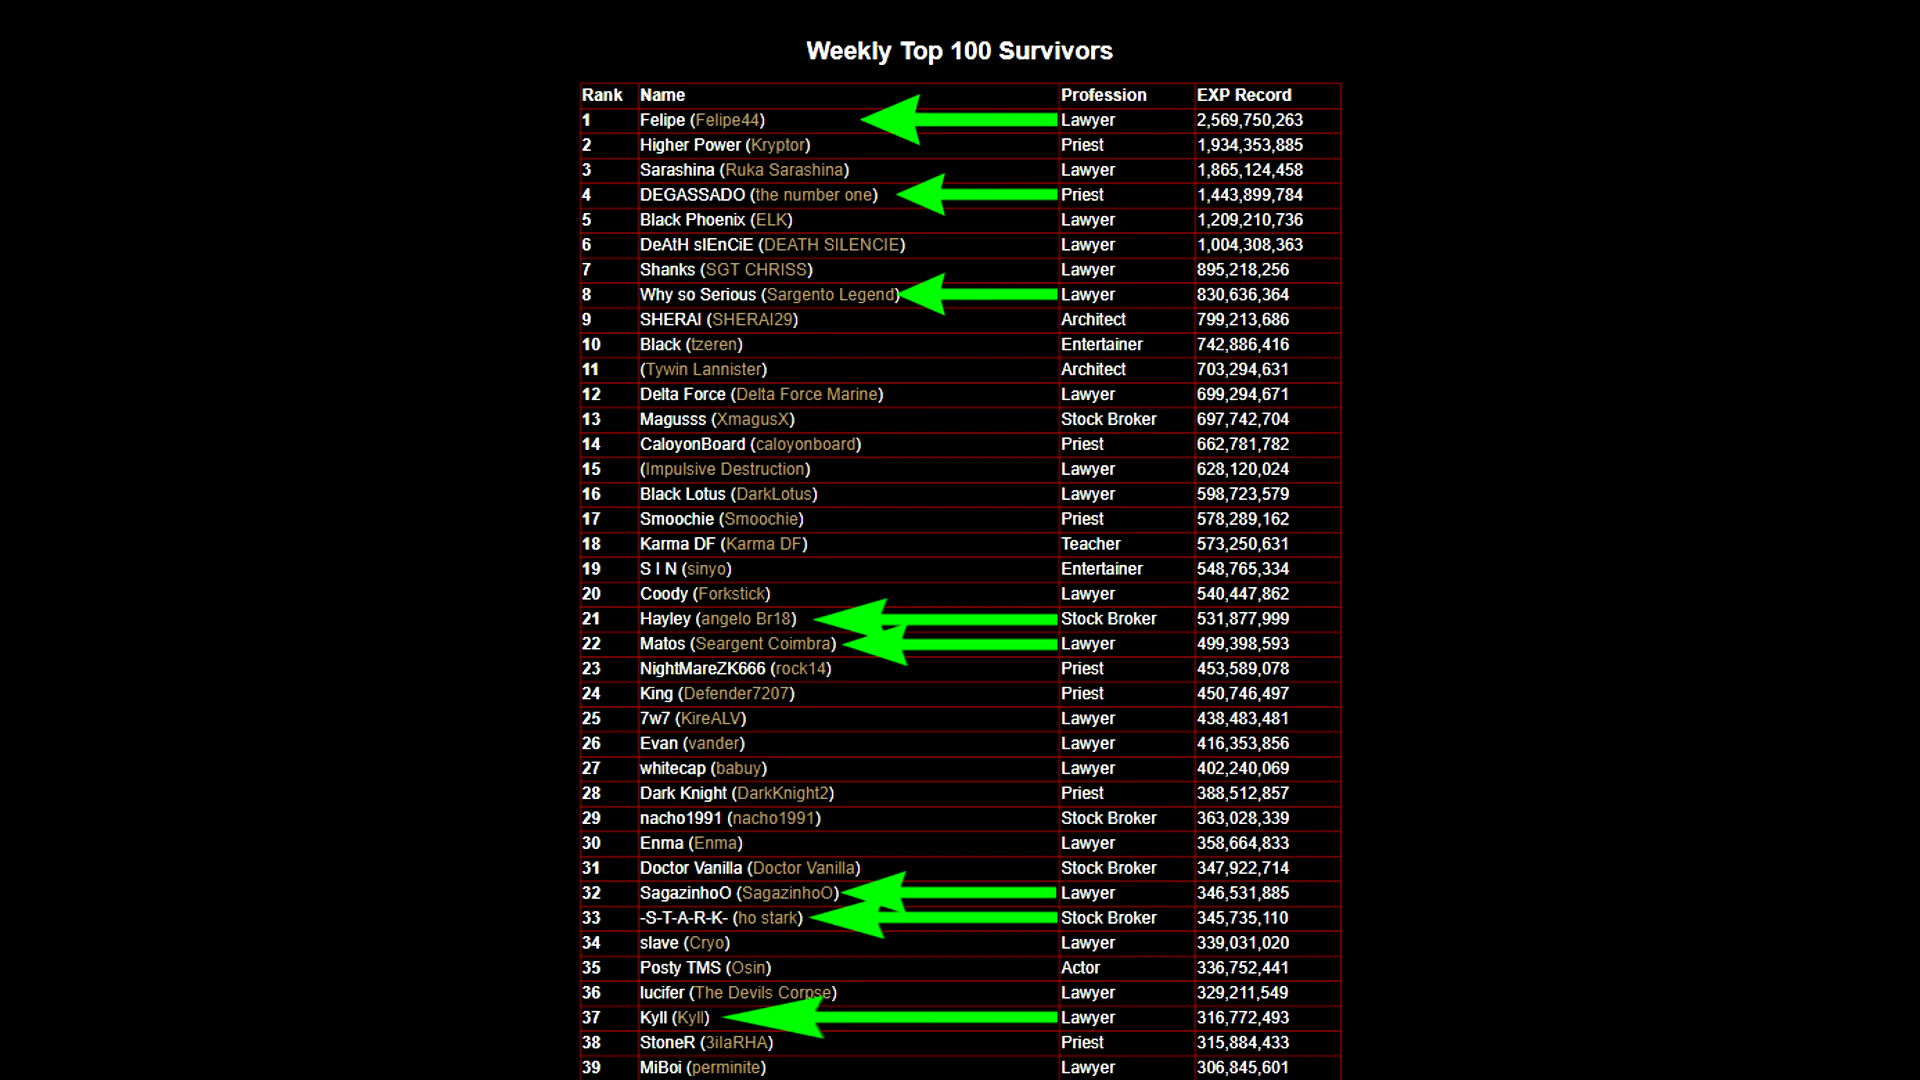 Weekly Top 100 Survivors
Rank Name Profession EXP Record
1 Felipe (Felipe44) Lawyer 2,569,750,263
2 Higher Power (Kryptor) Priest 1,934,353,885
3 Sarashina (Ruka Sarashina) Lawyer 1,865,124,458
4 DEGASSADO (the number one) Priest 1,443,899,784
5 Black Phoenix (ELK) Lawyer 1,209,210,736
6 DeAtH sIEnCiE (DEATH SILENCIE) Lawyer 1,004,308,363
7 Shanks (SGT CHRISS) Lawyer 895,218,256
8 Why so Serious (Sargento Legend) Lawyer 830,636,364
9 SHERAI (SHERAI29) Architect 799,213,686
10 Black (tzeren) Entertainer 742,886,416
11 (Tywin Lannister) Architect 703,294,631
12 Delta Force (Delta Force Marine) Lawyer 699,294,671
13 Magusss (XmagusX) Stock Broker 697,742,704
14 CaloyonBoard (caloyonboard) Priest 662,781,782
15 (Impulsive Destruction) Lawyer 628,120,024
16 Black Lotus (DarkLotus) Lawyer 598,723,579
17 Smoochie (Smoochie) Priest 578,289,162
18 Karma DF (Karma DF) Teacher 573,250,631
19 S I N (sinyo) Entertainer 548,765,334
20 Coody (Forkstick) Lawyer 540,447,862
21 Hayley (angelo Br18) Stock Broker 531,877,999
22 Matos (Seargent Coimbra) Lawyer 499,398,593
23 NightMareZK666 (rock14) Priest 453,589,078
24 King (Defender7207) Priest 450,746,497
25 7w7 (KireALV) Lawyer 438,483,481
26 Evan (vander) Lawyer 416,353,856
27 whitecap (babuy) Lawyer 402,240,069
28 Dark Knight (DarkKnight2) Priest 388,512,857
29 nacho1991 (nacho1991) Stock Broker 363,028,339
30 Enma (Enma) Lawyer 358,664,833
31 Doctor Vanilla (Doctor Vanilla) Stock Broker 347,922,714
32 SagazinhoO (SagazinhoO) Lawyer 346,531,885
33 -S-T-A-R-K- (ho stark) Stock Broker 345,735,110
34 slave (Cryo) Lawyer 339,031,020
35 Posty TMS (Osin) Actor 336,752,441
36 lucifer (The Devils Corpse) Lawyer 329,211,549
37 Kyll (Kyll) Lawyer 316,772,493
38 StoneR (3ilaRHA) Priest 315,884,433
39 MiBoi (perminite) Lawyer 306,845,601